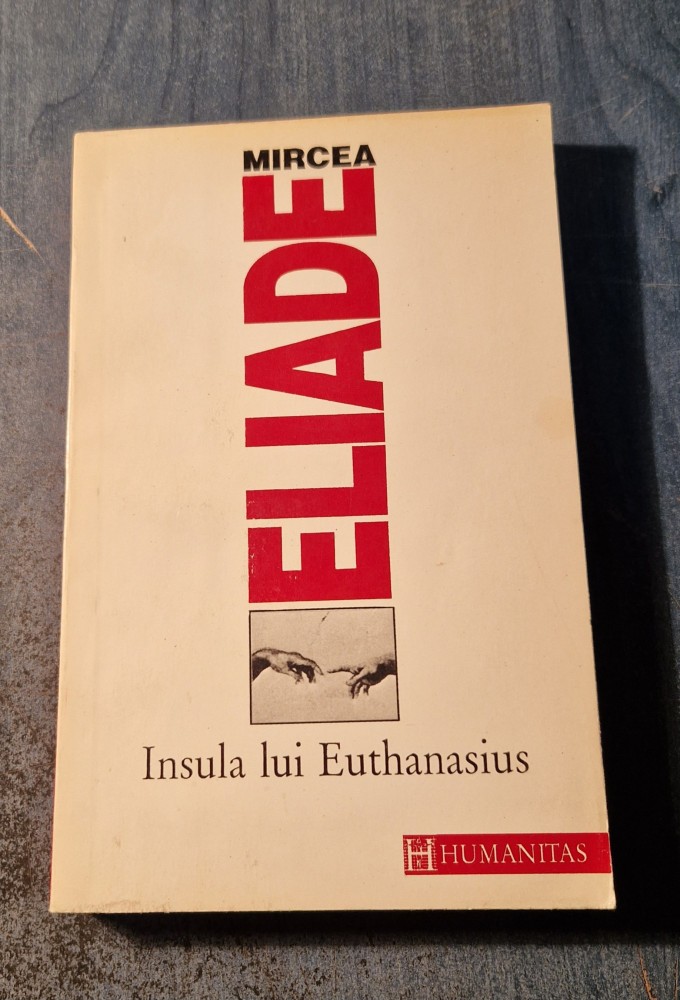 MIRCEA
ELIADE
Insula lui Euthanasius
H HUMANITAS